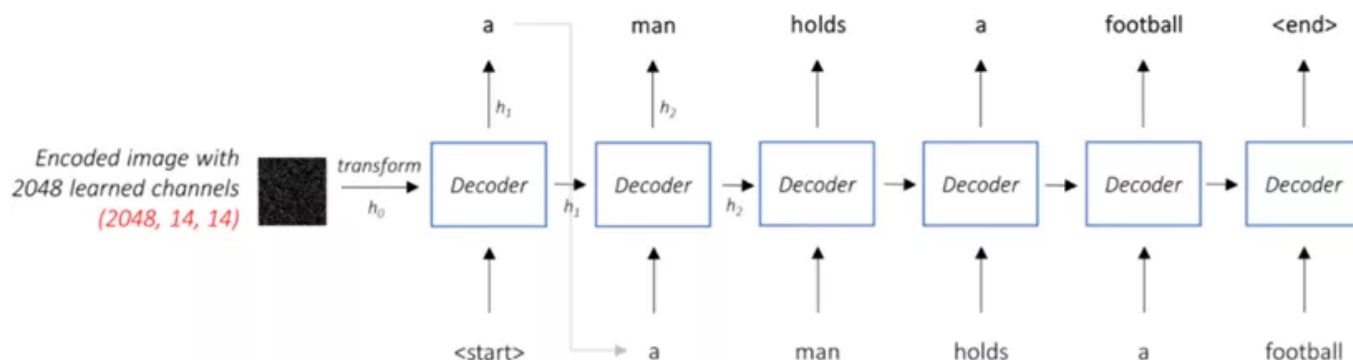 a man holds a football <end>
h1 h2
Encoded image with
2048 learned channels
(2048, 14, 14)
transform
h0
Decoder Decoder Decoder Decoder Decoder Decoder
h1 h2
<start> a man holds a football